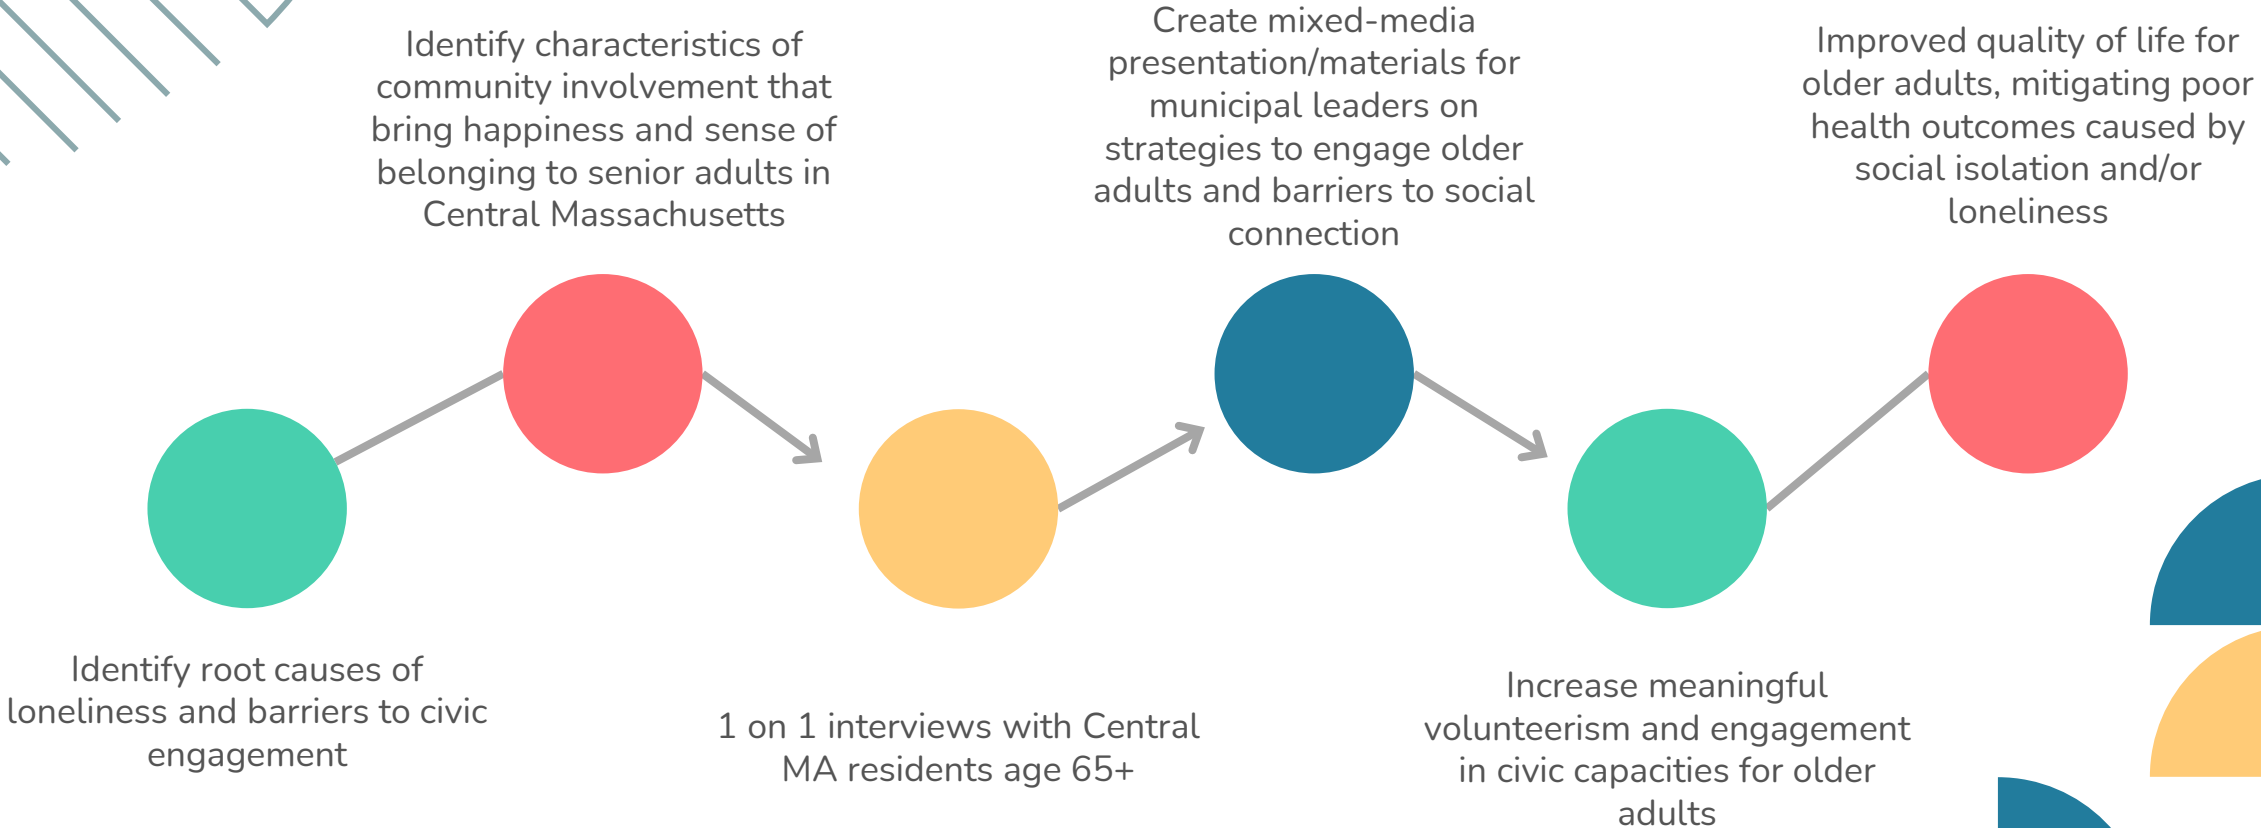 Identify root causes of
loneliness and barriers to civic
engagement
Identify characteristics of
community involvement that
bring happiness and sense of
belonging to senior adults in
Central Massachusetts
1 on 1 interviews with Central
MA residents age 65+
Create mixed-media
presentation/materials for
municipal leaders on
strategies to engage older
adults and barriers to social
connection
Increase meaningful
volunteerism and engagement
in civic capacities for older
adults
Improved quality of life for
older adults, mitigating poor
health outcomes caused by
social isolation and/or
loneliness